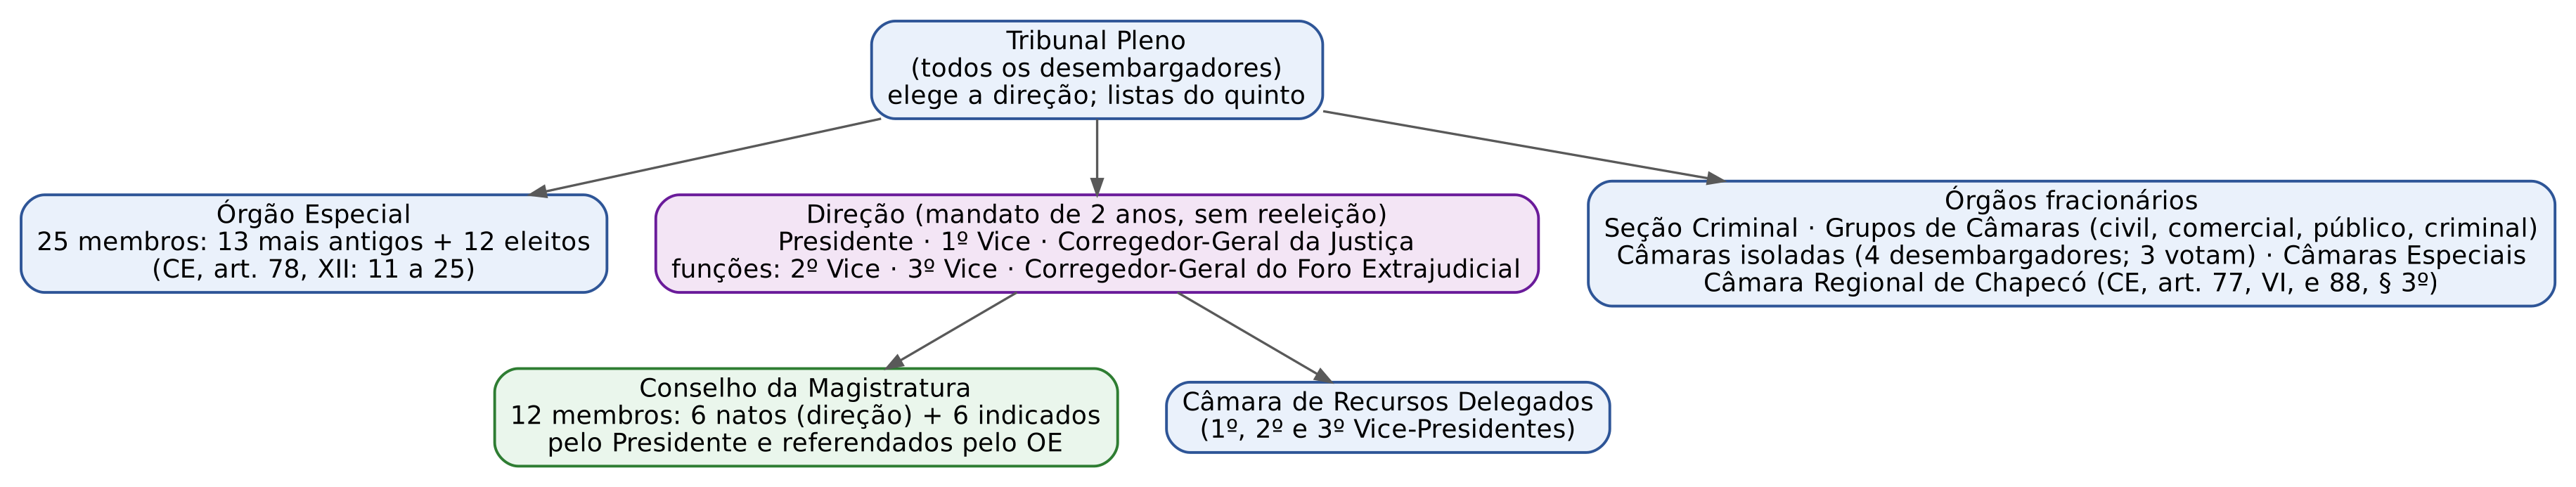 Tribunal Pleno
(todos os desembargadores)
elege a direção; listas do quinto
Órgão Especial
25 membros: 13 mais antigos + 12 eleitos
(CE, art. 78, XII: 11 a 25)
Direção (mandato de 2 anos, sem reeleição)
Presidente · 1º Vice · Corregedor-Geral da Justiça
funções: 2º Vice · 3º Vice · Corregedor-Geral do Foro Extrajudicial
Órgãos fracionários
Seção Criminal · Grupos de Câmaras (civil, comercial, público, criminal)
Câmaras isoladas (4 desembargadores; 3 votam) · Câmaras Especiais
Câmara Regional de Chapecó (CE, art. 77, VI, e 88, § 3º)
Conselho da Magistratura
12 membros: 6 natos (direção) + 6 indicados
pelo Presidente e referendados pelo OE
Câmara de Recursos Delegados
(1º, 2º e 3º Vice-Presidentes)